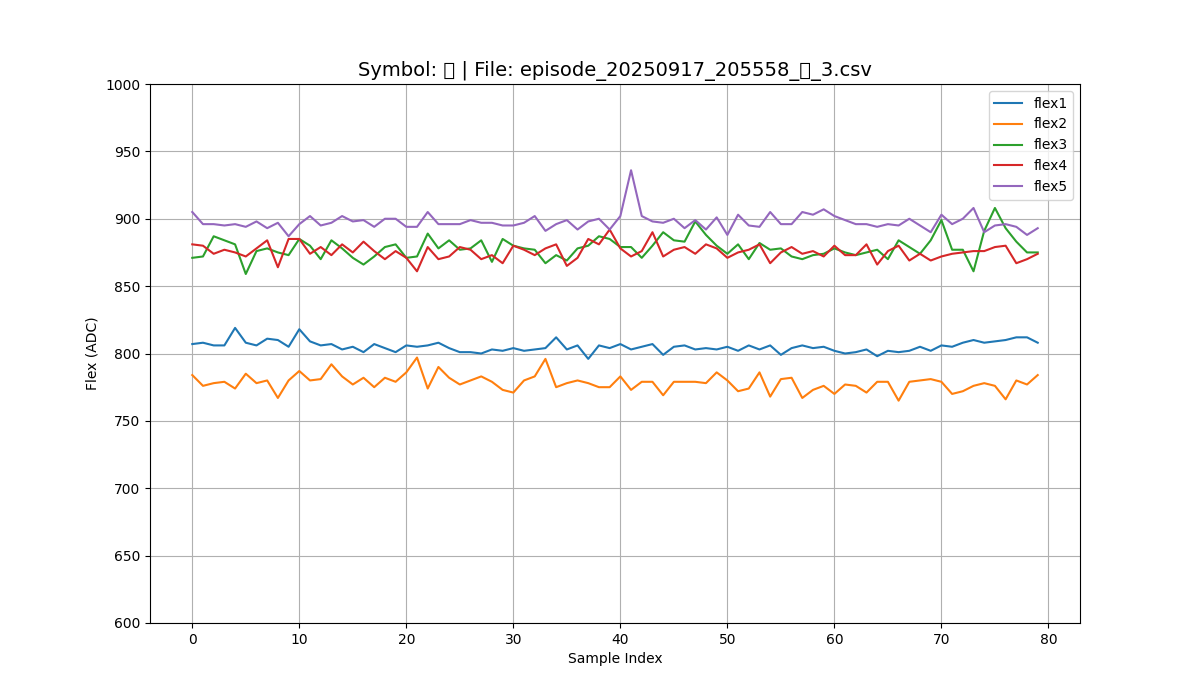 Symbol: | File: episode_20250917_205558_ _3.csv
1000
950
900
850
800
750
700
650
600
Flex (ADC)
flex1
flex2
flex3
flex4
flex5
0 10 20 30 40 50 60 70 80
Sample Index